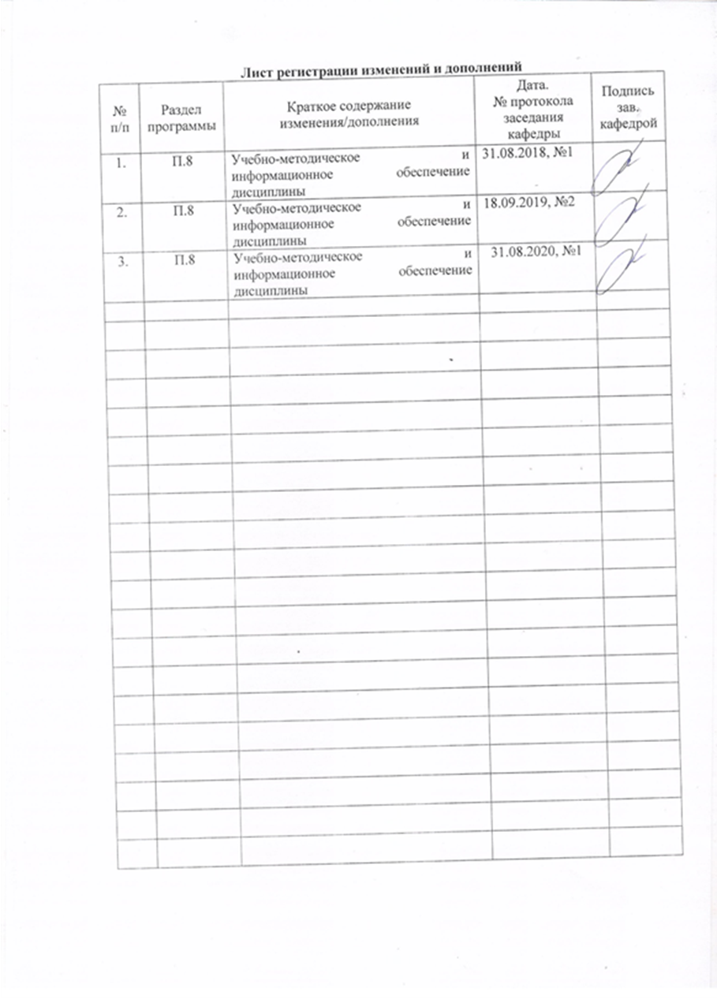 Лист регистрации изменений и дополнений
№
п/п
Раздел
программы
Краткое содержание
изменения/дополнения
Дата.
№ протокола
заседания
кафедры
Подпись
зав.
кафедрой
1.
П.8
Учебно-методическое и
информационное обеспечение
дисциплины
31.08.2018, №1
2.
П.8
Учебно-методическое и
информационное обеспечение
дисциплины
18.09.2019, №2
3.
П.8
Учебно-методическое и
информационное обеспечение
дисциплины
31.08.2020, №1